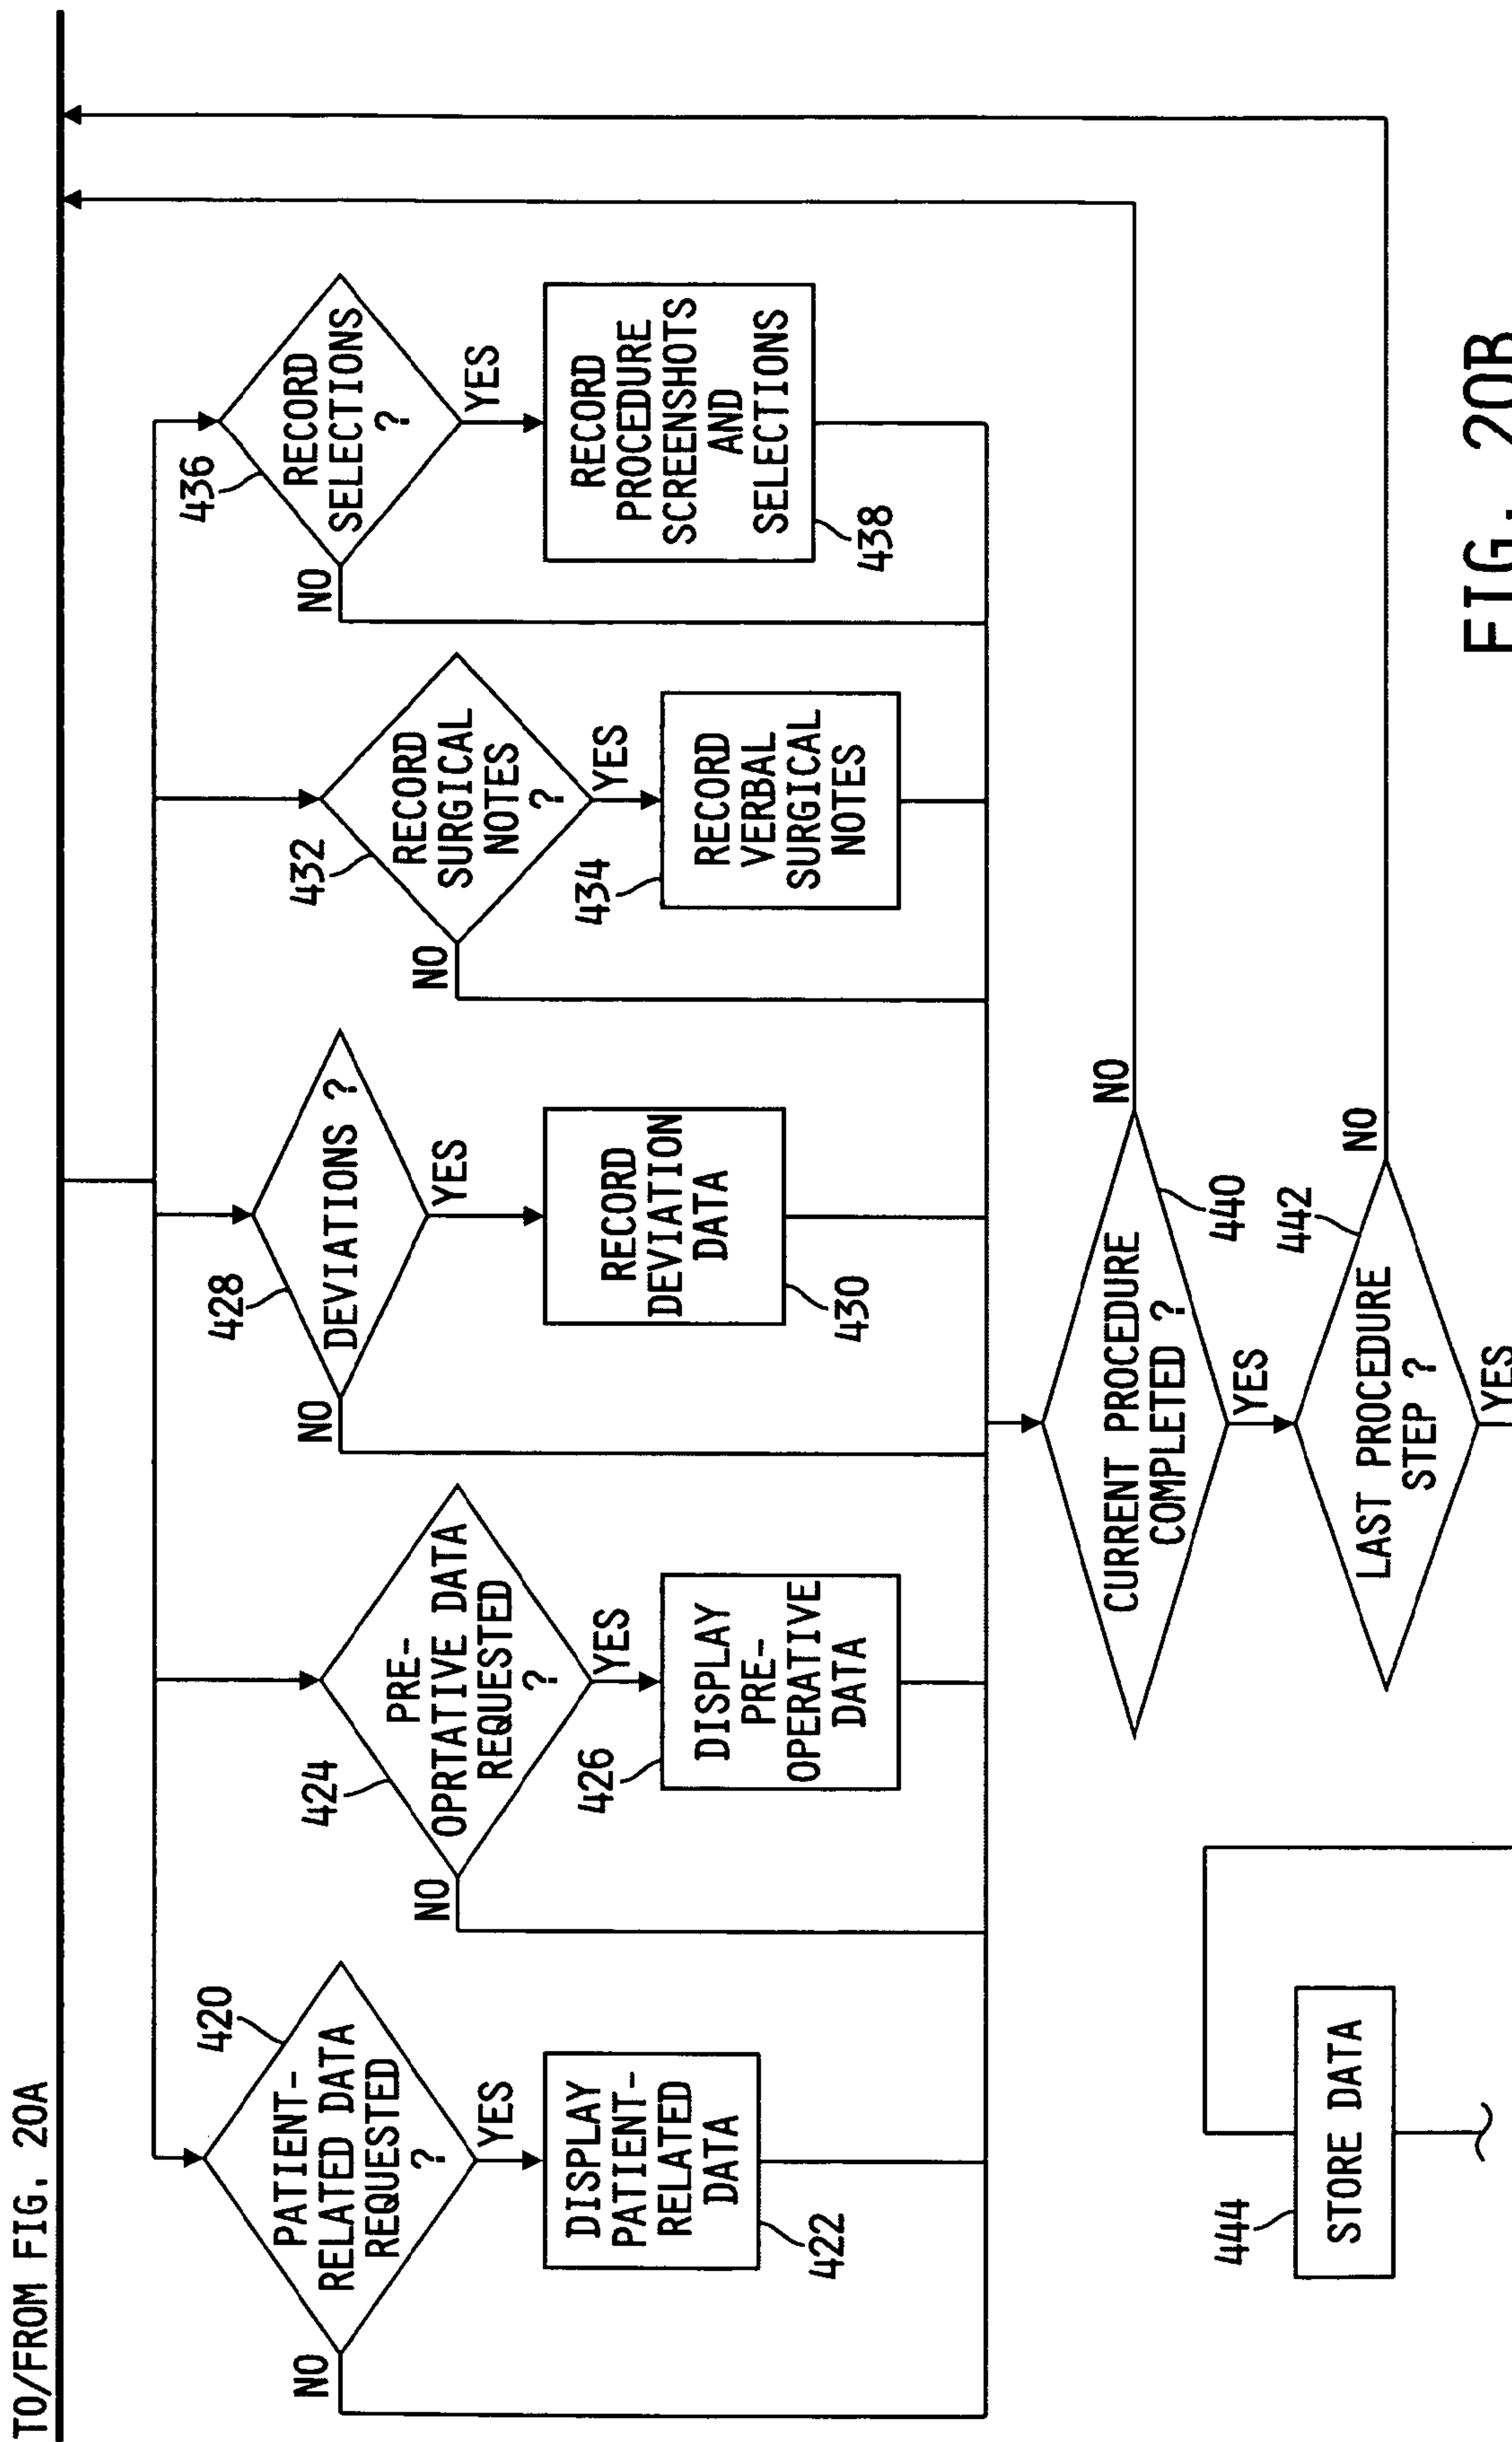 TO/FROM FIG. 20A
420
PATIENT-
RELATED DATA
REQUESTED
?
NO
YES
DISPLAY
PATIENT-
RELATED
DATA
422
424
PRE-
OPRTATIVE DATA
REQUESTED
?
NO
YES
426
DISPLAY
PRE-
OPERATIVE
DATA
428
DEVIATIONS ?
NO
YES
RECORD
DEVIATION
DATA
430
432
RECORD
SURGICAL
NOTES
?
NO
YES
434
RECORD
VERBAL
SURGICAL
NOTES
436
RECORD
SELECTIONS
?
NO
YES
RECORD
PROCEDURE
SCREENSHOTS
AND
SELECTIONS
438
CURRENT PROCEDURE
COMPLETED ?
440
NO
YES
442
LAST PROCEDURE
STEP ?
NO
YES
444
STORE DATA
FIG. 20B